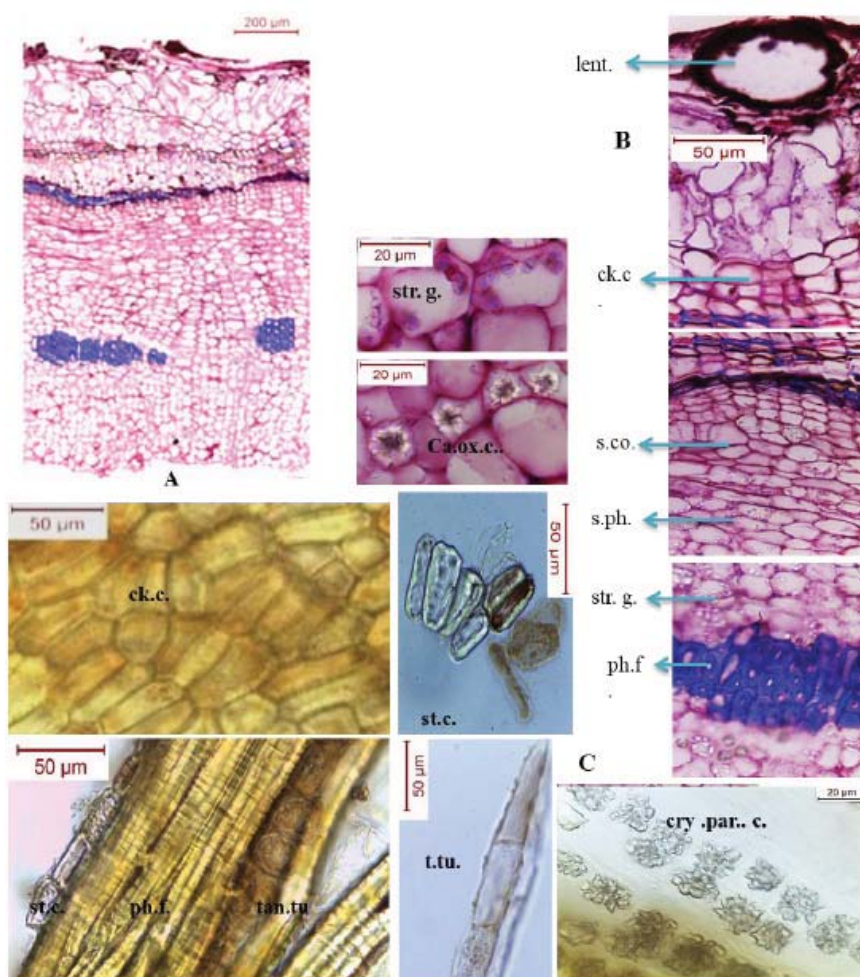 200 μm
lent.
B
50 μm
20 μm
str. g.
ck.c
.
20 μm
Ca.ox.c..
A
s.co.
s.ph.
50 μm
ck.c.
50 μm
st.c.
str. g.
ph.f
50 μm
st.c.
ph.f.
tan.tu
50 μm
t.tu.
C
20 μm
cry .par.. c.